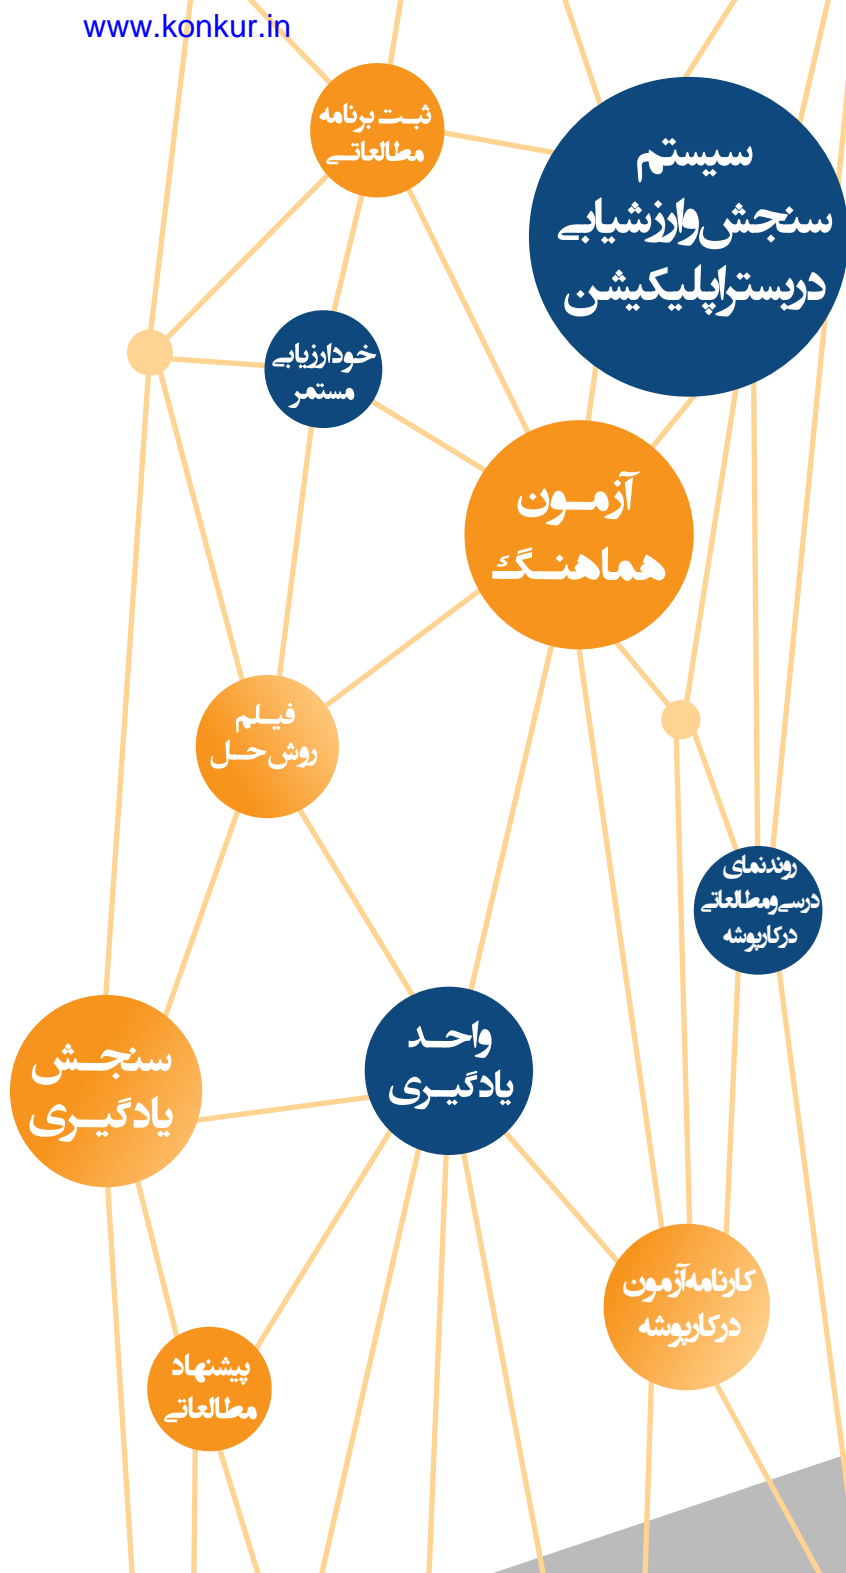 www.konkur.in
ثبت برنامه
مطالعاتی
سیستم
سنجش و ارزشیابی
در بستر اپلیکیشن
خودارزیابی
مستمر
آزمون
هماهنگ
فیلم
روش حل
روندنمای
درسی و مطالعاتی
در کارپوشه
واحد
یادگیری
سنجش
یادگیری
کارنامه آزمون
در کارپوشه
پیشنهاد
مطالعاتی